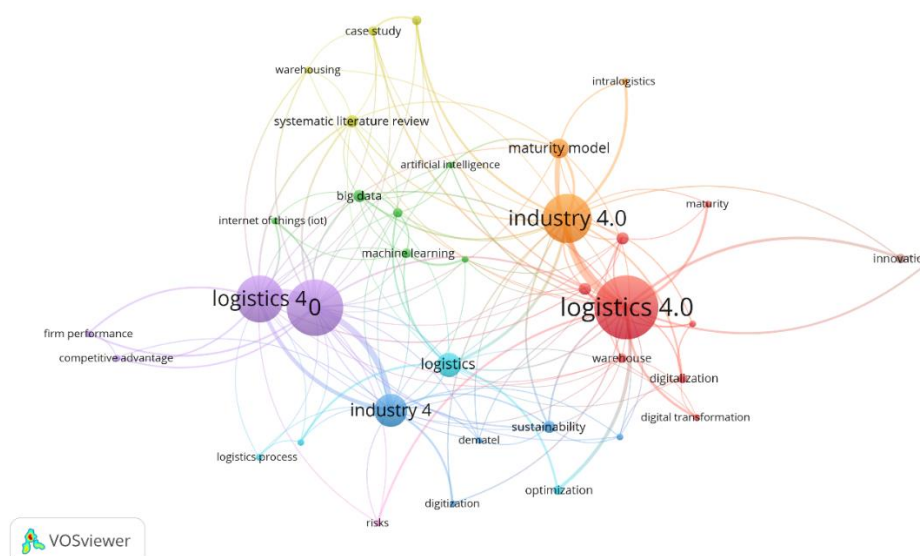 case study
warehousing
intralogistics
systematic literature review
maturity model
artificial intelligence
big data
maturity
internet of things (iot)
industry 4.0
machine learning
innovati
logistics 4
0
logistics 4.0
firm performance
competitive advantage
logistics
warehouse
digitalization
industry 4
digital transformation
sustainability
dematel
logistics process
optimization
digitization
risks
VOSviewer